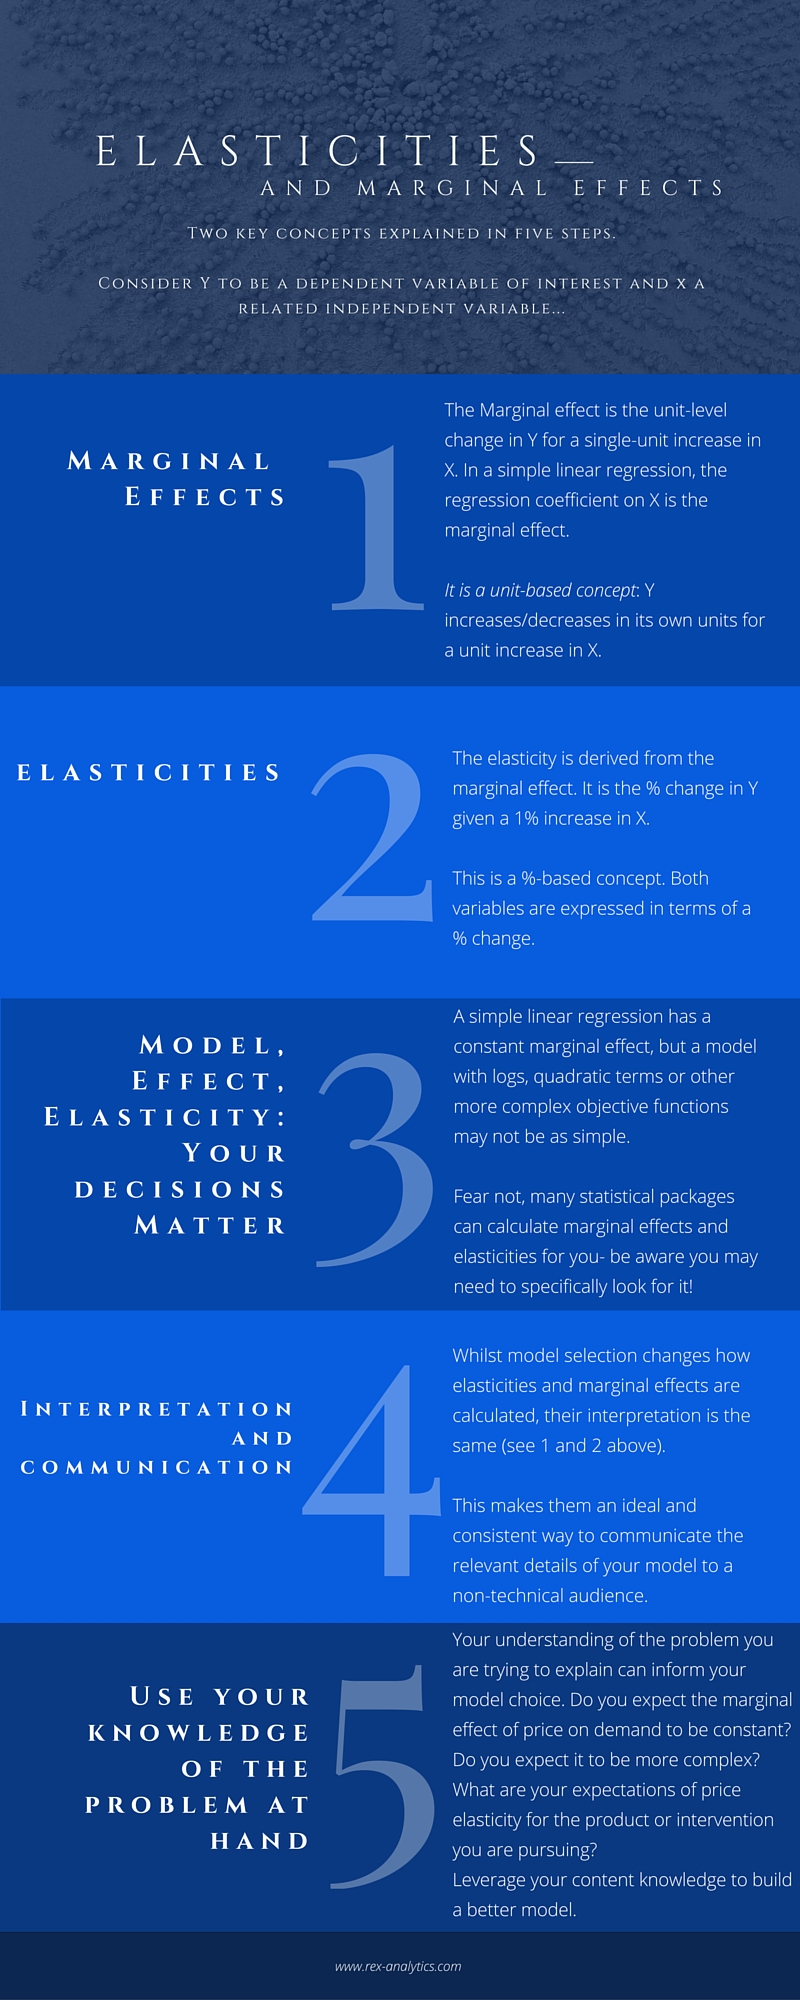 ELASTICITIES
AND MARGINAL EFFECTS
TWO KEY CONCEPTS EXPLAINED IN FIVE STEPS.
CONSIDER Y TO BE A DEPENDENT VARIABLE OF INTEREST AND X A
RELATED INDEPENDENT VARIABLE...
MARGINAL
EFFECTS
1
The Marginal effect is the unit-level
change in Y for a single-unit increase in
X. In a simple linear regression, the
regression coefficient on X is the
marginal effect.
It is a unit-based concept: Y
increases/decreases in its own units for
a unit increase in X.
ELASTICITIES
2
The elasticity is derived from the
marginal effect. It is the % change in Y
given a 1% increase in X.
This is a %-based concept. Both
variables are expressed in terms of a
% change.
MODEL,
EFFECT,
ELASTICITY:
YOUR
DECISIONS
MATTER
3
A simple linear regression has a
constant marginal effect, but a model
with logs, quadratic terms or other
more complex objective functions
may not be as simple.
Fear not, many statistical packages
can calculate marginal effects and
elasticities for you- be aware you may
need to specifically look for it!
INTERPRETATION
AND
COMMUNICATION
4
Whilst model selection changes how
elasticities and marginal effects are
calculated, their interpretation is the
same (see 1 and 2 above).
This makes them an ideal and
consistent way to communicate the
relevant details of your model to a
non-technical audience.
USE YOUR
KNOWLEDGE
OF THE
PROBLEM AT
HAND
5
Your understanding of the problem you
are trying to explain can inform your
model choice. Do you expect the marginal
effect of price on demand to be constant?
Do you expect it to be more complex?
What are your expectations of price
elasticity for the product or intervention
you are pursuing?
Leverage your content knowledge to build
a better model.
www.rex-analytics.com